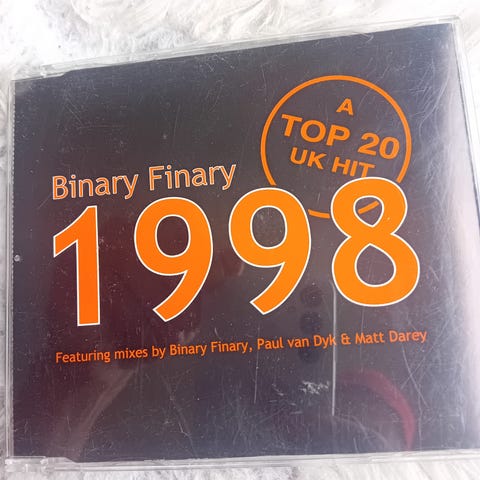 A
TOP 20
UK HIT
Binary Finary
1998
Featuring mixes by Binary Finary, Paul van Dyk & Matt Darey